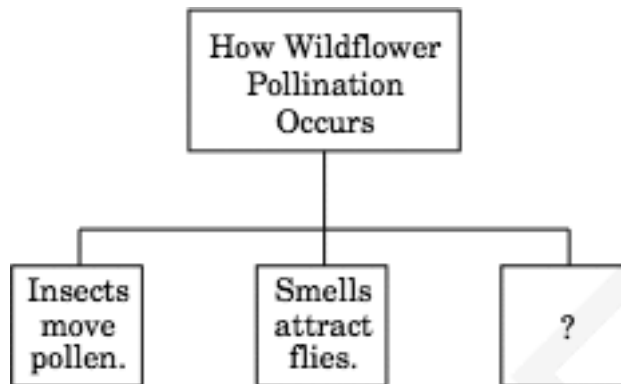 How Wildflower
Pollination
Occurs
Insects
move
pollen.
Smells
attract
flies.
?